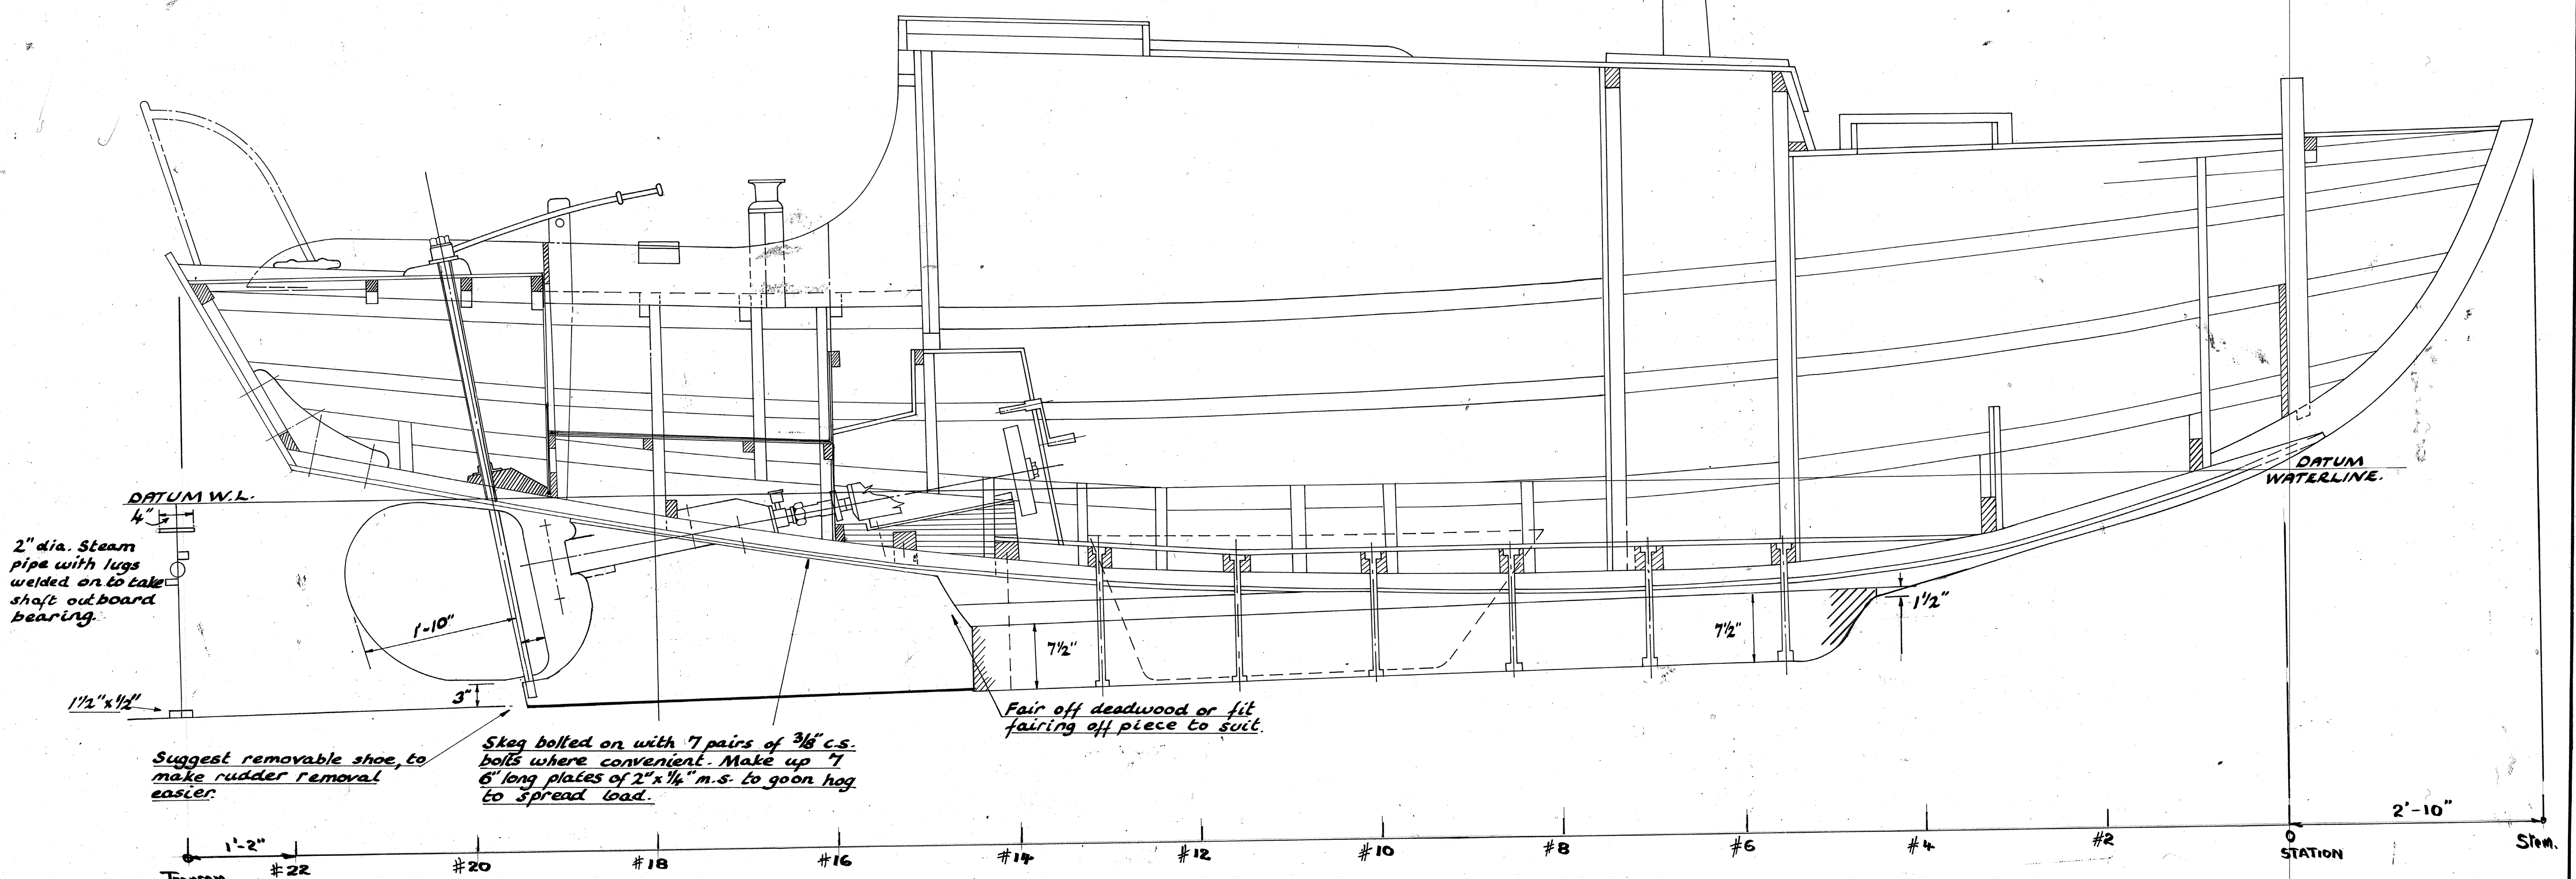 DATUM W.L.
4"
2" dia. Steam
pipe with lugs
welded on to take
shaft outboard
bearing.
1'-10"
3"
1½" x ½"
Suggest removable shoe, to
make rudder removal
easier.
Skeg bolted on with 7 pairs of 3/8" c.s.
bolts where convenient. Make up 7
6" long plates of 2" x ¼" m.s. to go on hog
to spread load.
7½"
Fair off deadwood or fit
fairing off piece to suit.
7½"
1½"
DATUM
WATERLINE.
1'-2"
2'-10"
#22
#20
#18
#16
#14
#12
#10
#8
#6
#4
#2
0
STATION
Stem.
Transom